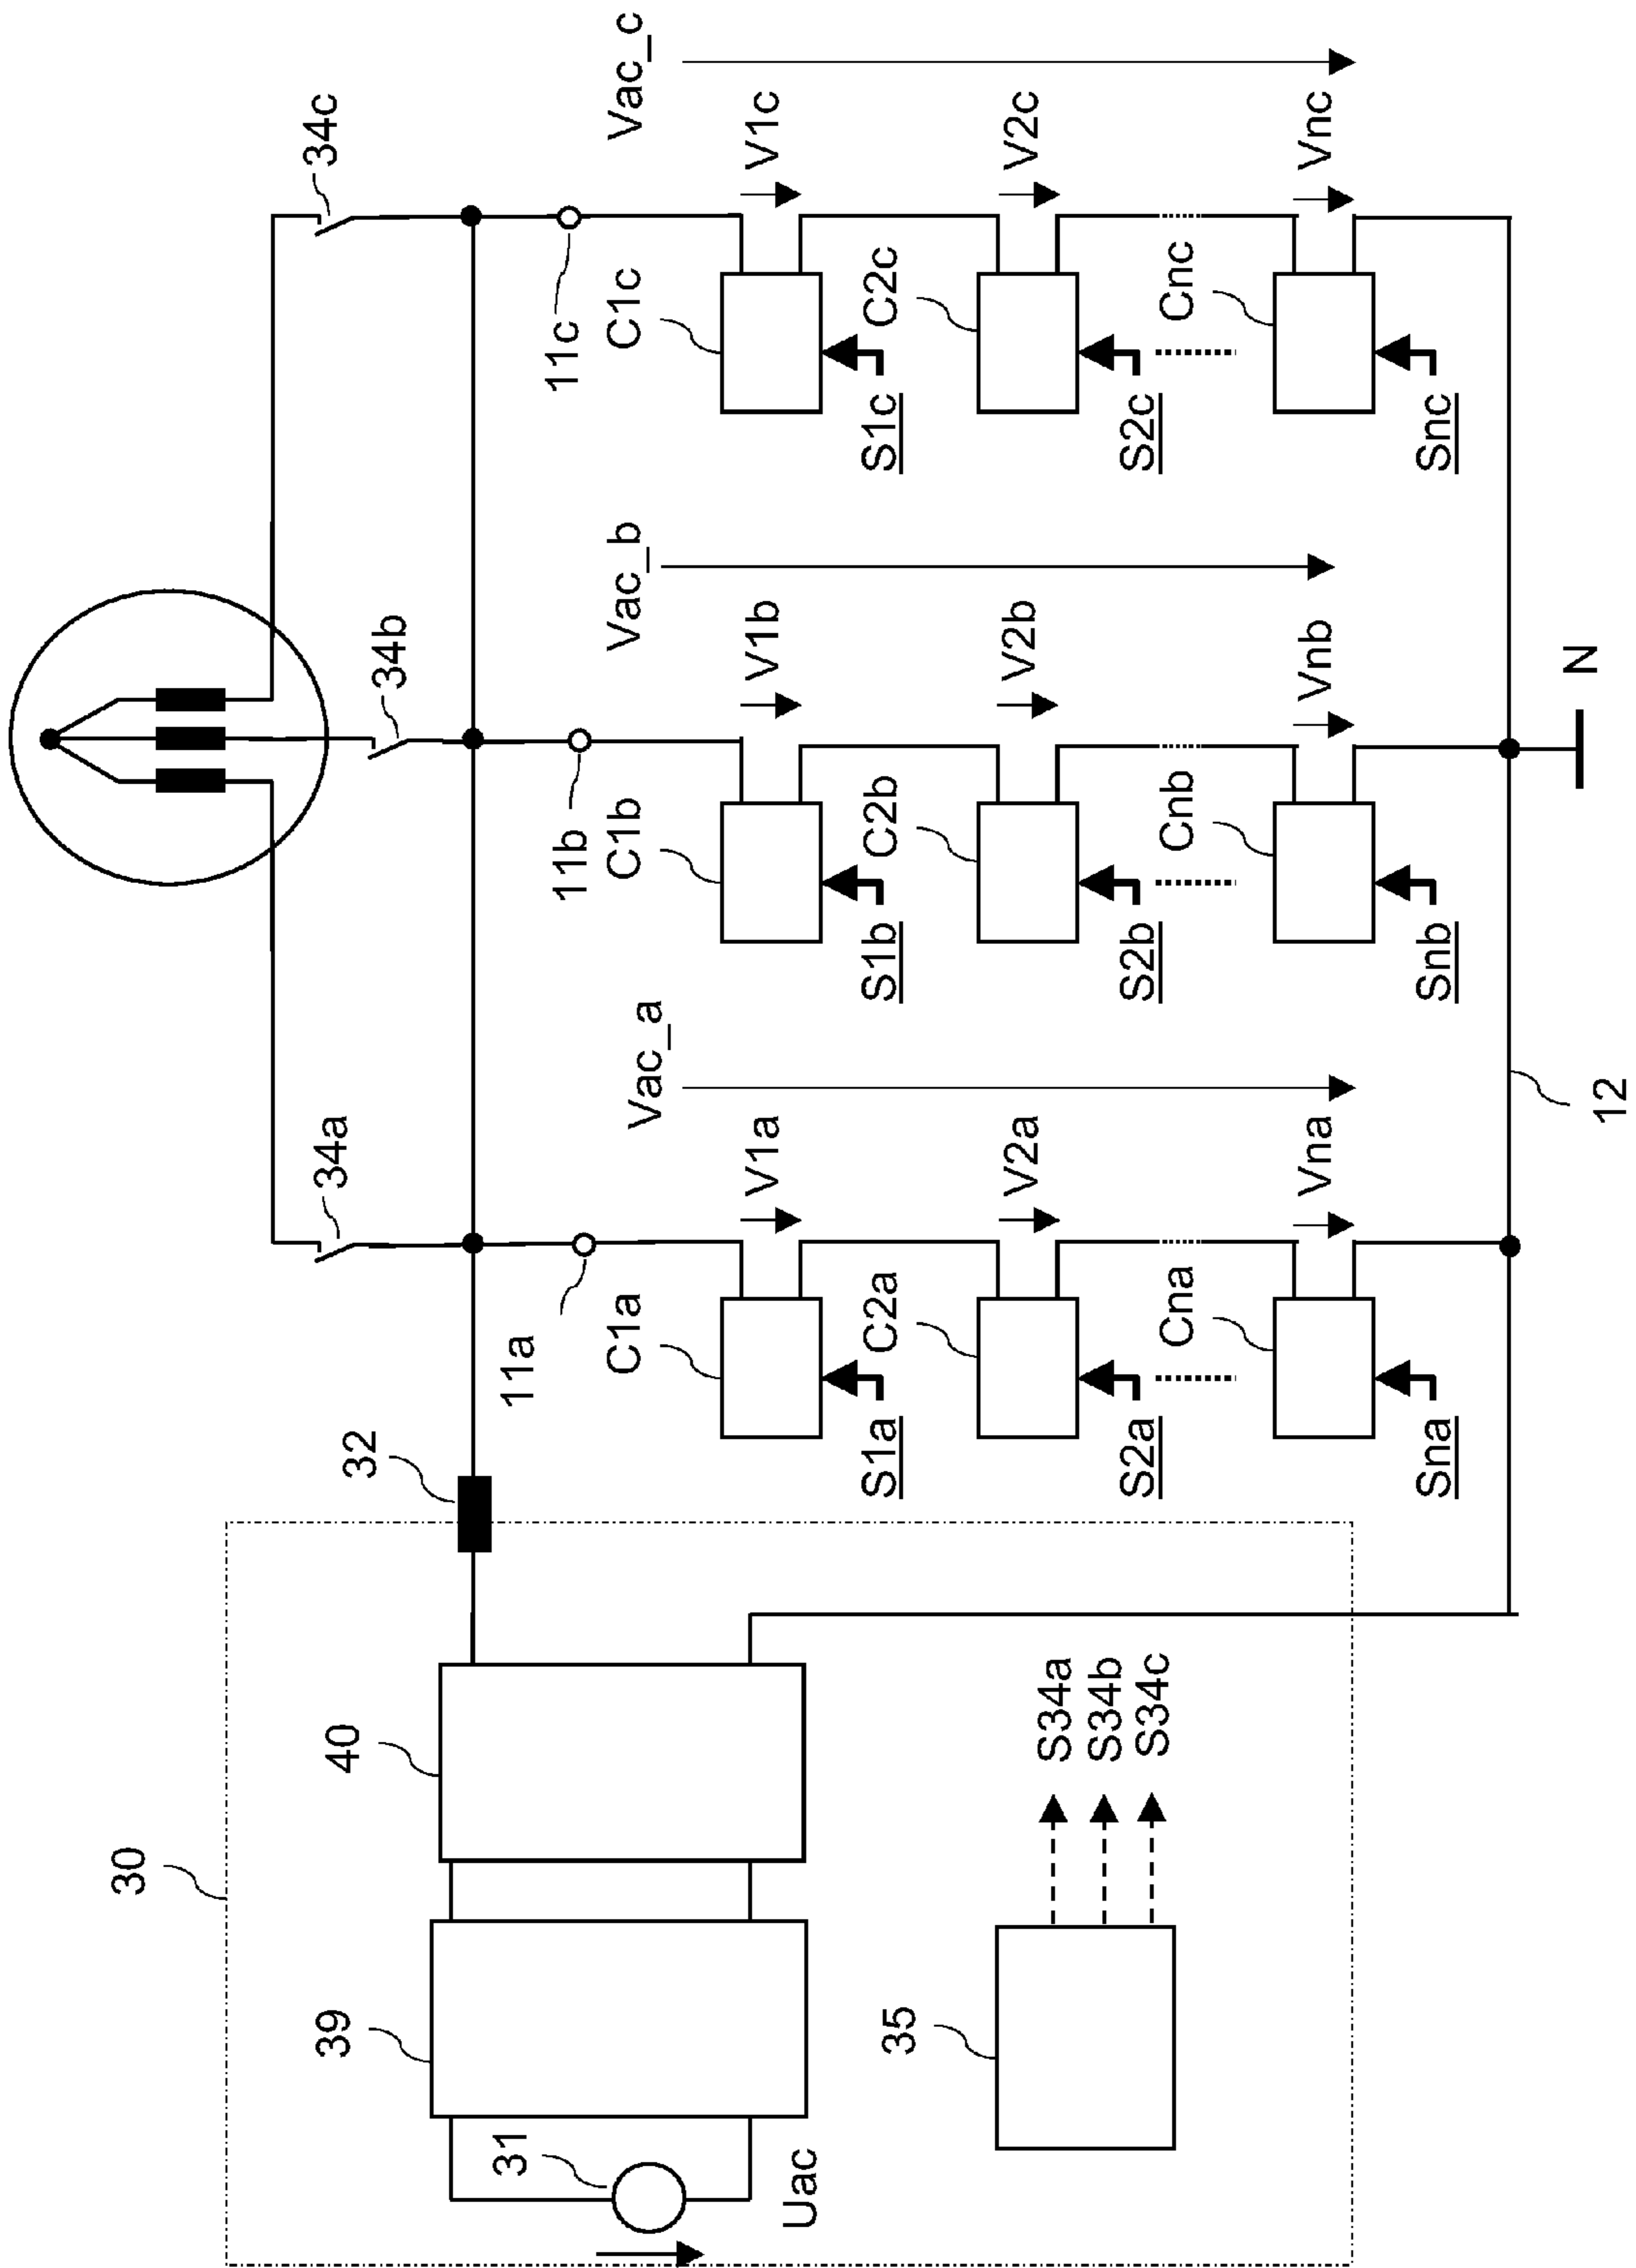 30
39
40
31
Uac
35
S34a
S34b
S34c
32
34a
34b
34c
11a
11b
11c
Vac_a
Vac_b
Vac_c
C1a
V1a
S1a
C1b
V1b
S1b
C1c
V1c
S1c
C2a
V2a
S2a
C2b
V2b
S2b
C2c
V2c
S2c
Cna
Vna
Sna
Cnb
Vnb
Snb
Cnc
Vnc
Snc
12
N